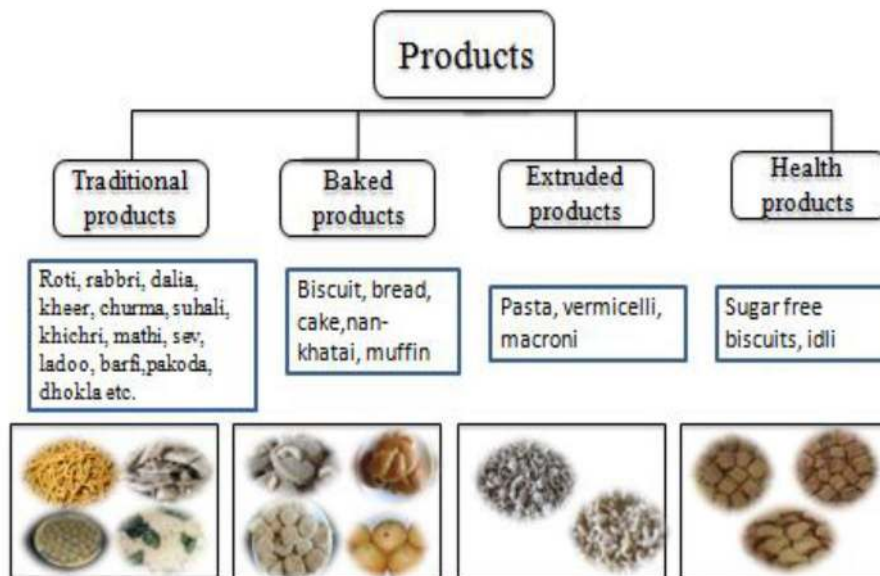 Products
Traditional
products
Baked
products
Extruded
products
Health
products
Roti, rabbri, dalia,
kheer, churma, suhali,
khichri, mathi, sev,
ladoo, barfi,pakoda,
dhokla etc.
Biscuit, bread,
cake,nan-
khatai, muffin
Pasta, vermicelli,
macroni
Sugar free
biscuits, idli